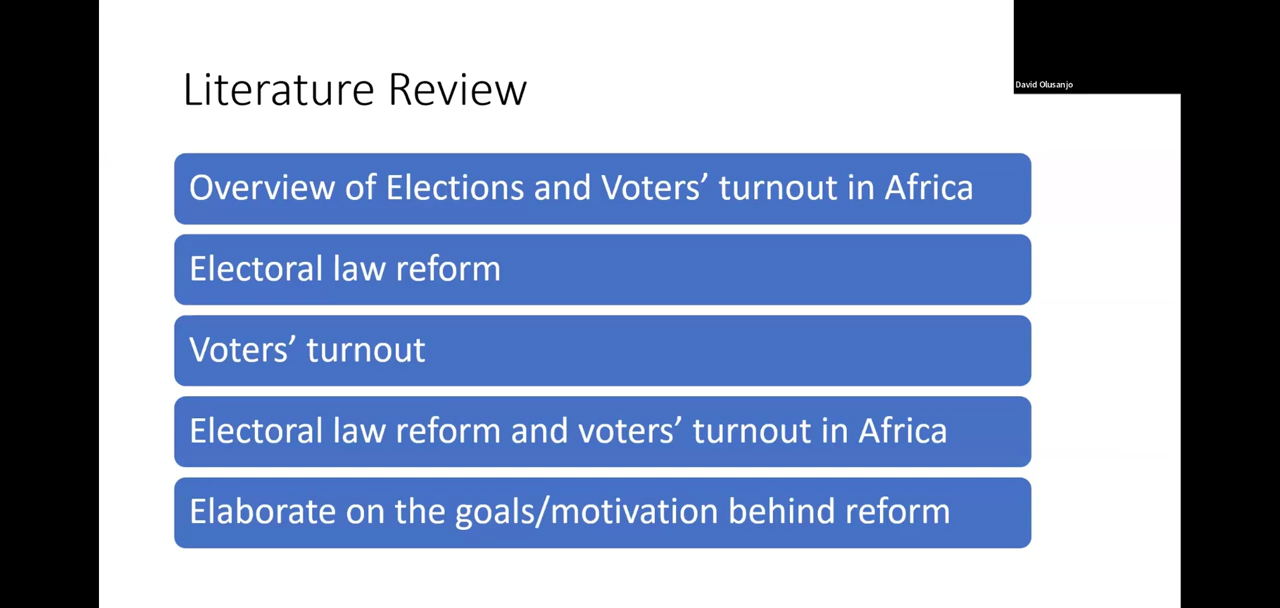 Literature Review
David Olusanjo
Overview of Elections and Voters’ turnout in Africa
Electoral law reform
Voters’ turnout
Electoral law reform and voters’ turnout in Africa
Elaborate on the goals/motivation behind reform